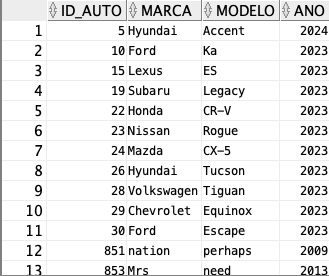 ID_AUTO MARCA MODELO ANO
1 5 Hyundai Accent 2024
2 10 Ford Ka 2023
3 15 Lexus ES 2023
4 19 Subaru Legacy 2023
5 22 Honda CR-V 2023
6 23 Nissan Rogue 2023
7 24 Mazda CX-5 2023
8 26 Hyundai Tucson 2023
9 28 Volkswagen Tiguan 2023
10 29 Chevrolet Equinox 2023
11 30 Ford Escape 2023
12 851 nation perhaps 2009
13 853 Mrs need 2013